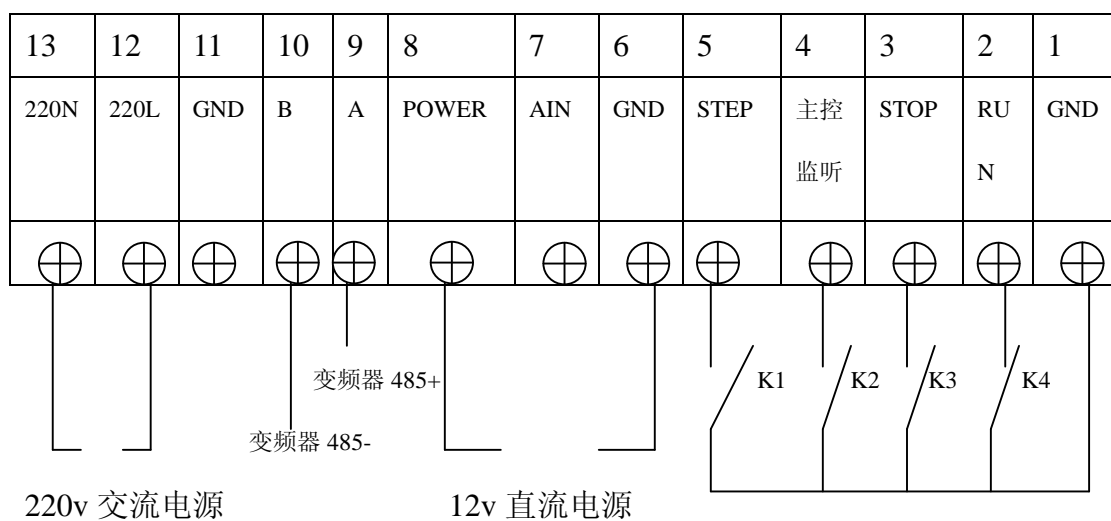 13 12 11 10 9 8 7 6 5 4 3 2 1
220N 220L GND B A POWER AIN GND STEP 主控 STOP RU GND
监听 N
K1 K2 K3 K4
变频器 485+
变频器 485-
220v 交流电源 12v 直流电源